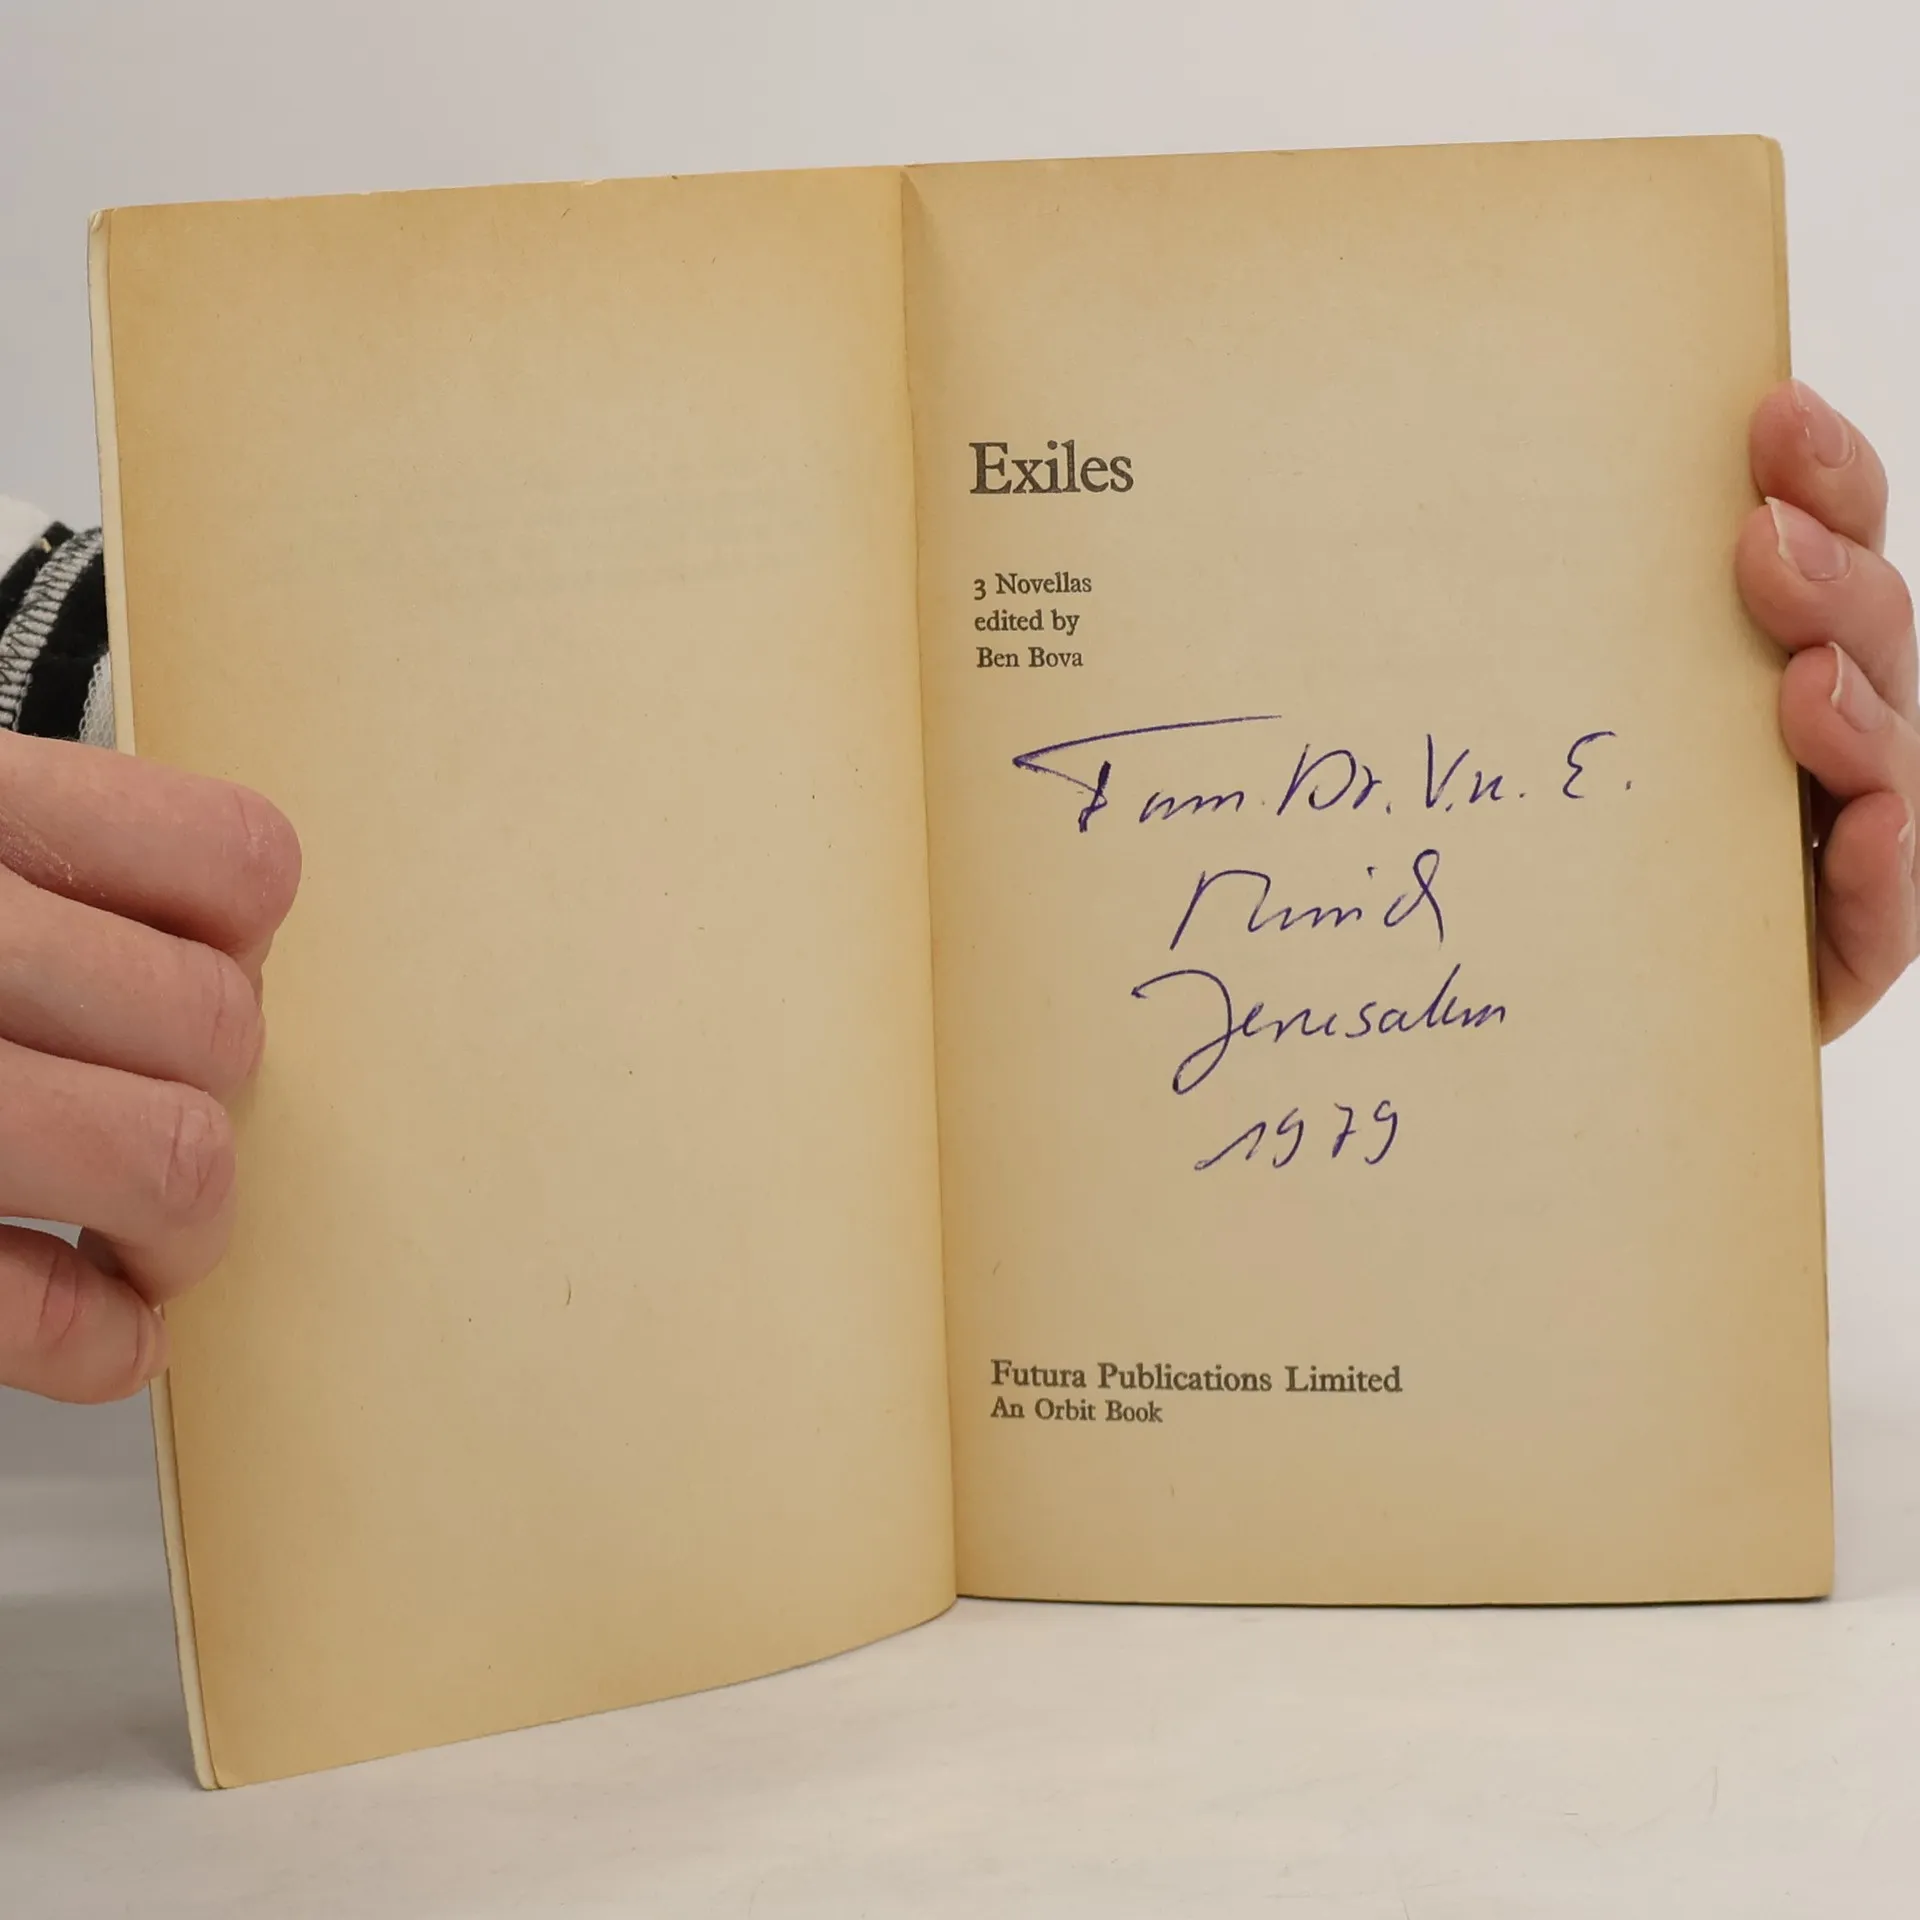 Exiles
3 Novellas
edited by
Ben Bova
Fam. Dr. V. u. E.
Jerusalem
1979
Futura Publications Limited
An Orbit Book